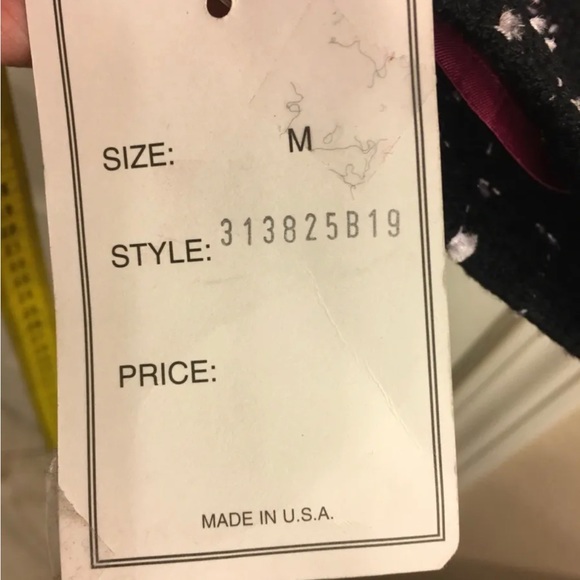 SIZE: M
STYLE: 313825B19
PRICE:
MADE IN U.S.A.